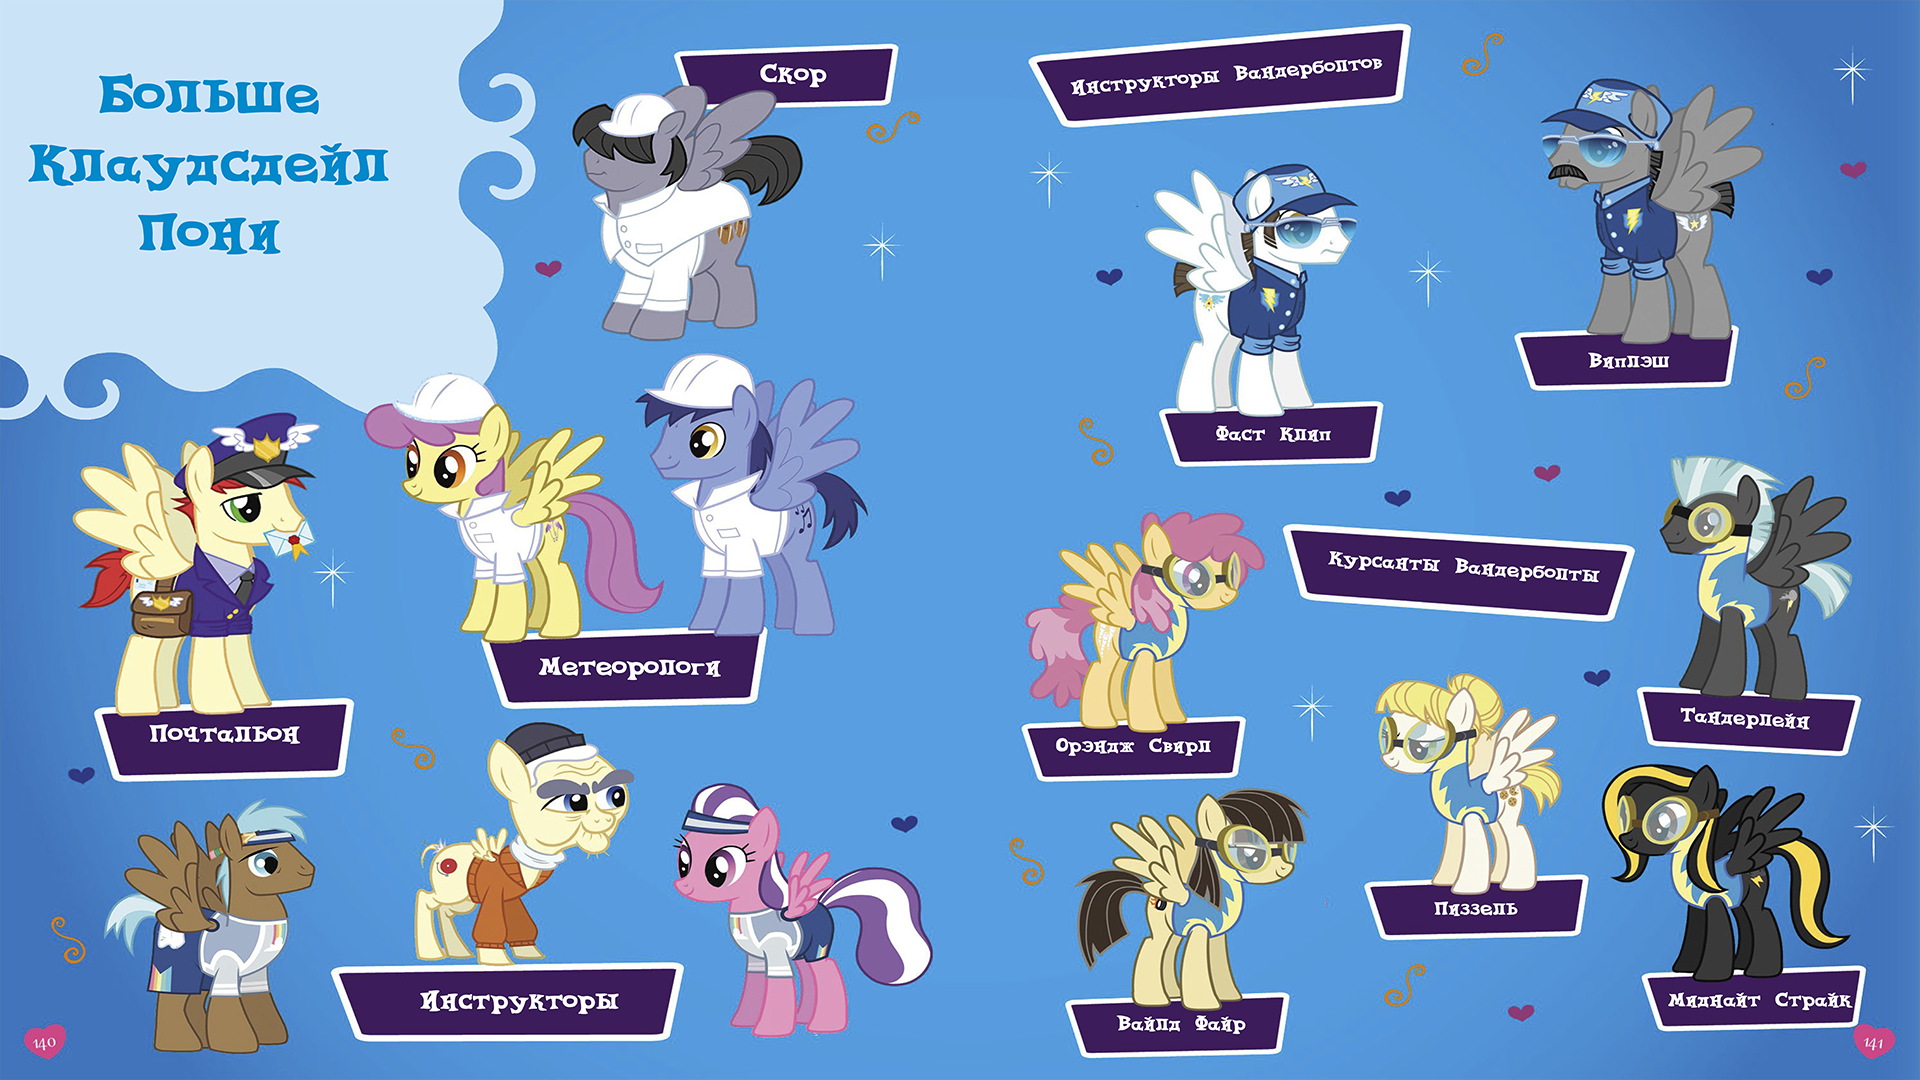 Больше
Клаудсдейл
Пони
Скор
Почтальон
Метеорологи
Инструкторы
140
Инструкторы Вандерболтов
Фаст Клип
Виплэш
Курсанты Вандерболты
Орэндж Свирл
Тандерлейн
Пиззель
Вайлд Файр
Миднайт Страйк
141